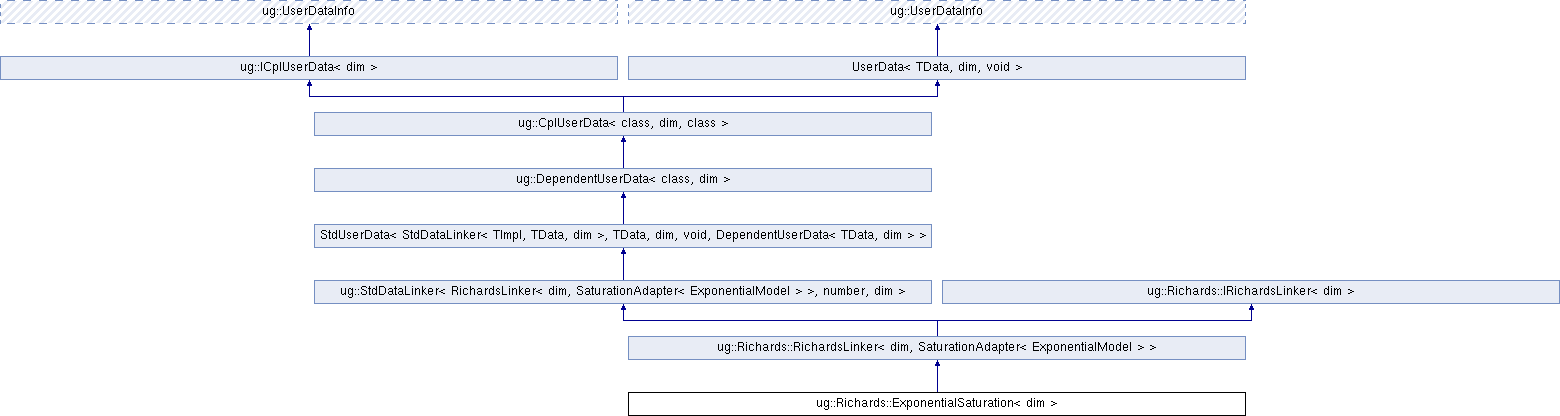 ug::UserDataInfo
ug::UserDataInfo
ug::ICplUserData< dim >
UserData< TData, dim, void >
ug::CplUserData< class, dim, class >
ug::DependentUserData< class, dim >
StdUserData< StdDataLinker< TImpl, TData, dim >, TData, dim, void, DependentUserData< TData, dim > >
ug::StdDataLinker< RichardsLinker< dim, SaturationAdapter< ExponentialModel > >, number, dim >
ug::Richards::IRichardsLinker< dim >
ug::Richards::RichardsLinker< dim, SaturationAdapter< ExponentialModel > >
ug::Richards::ExponentialSaturation< dim >